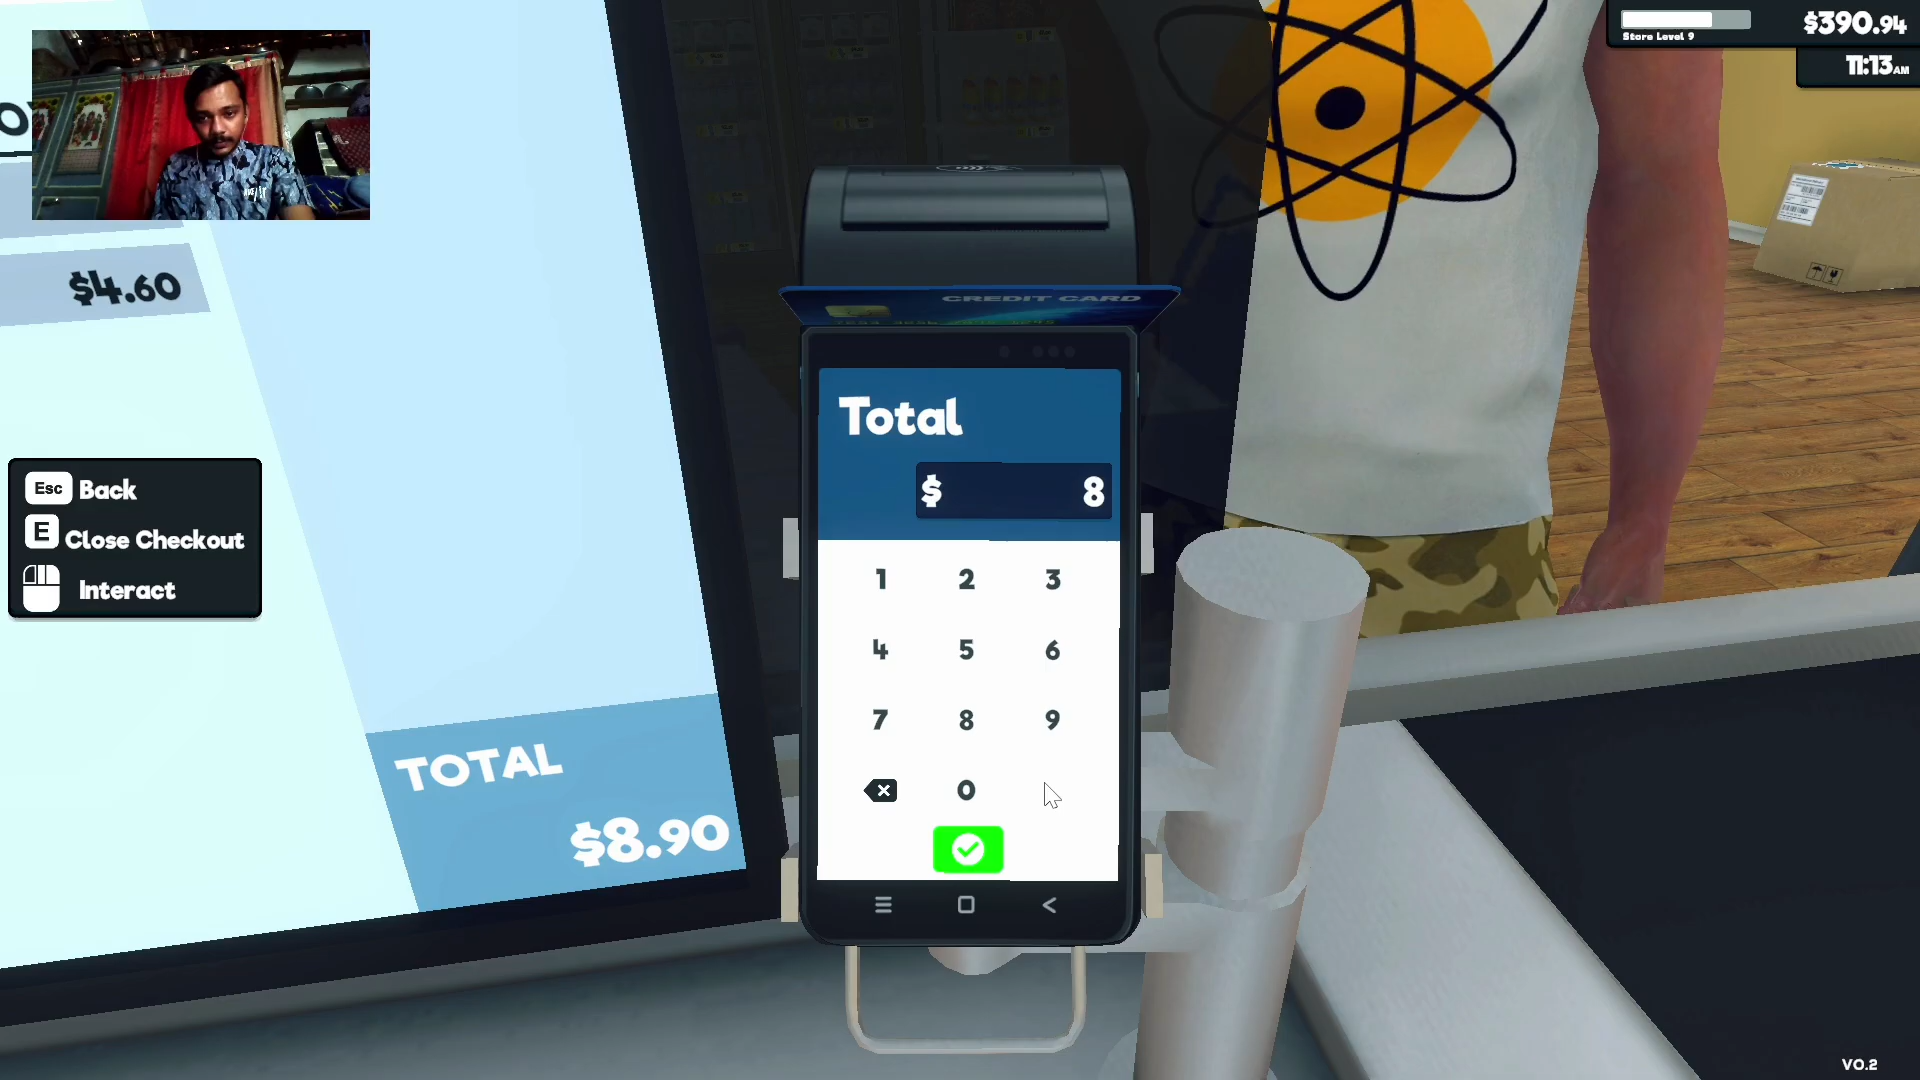 $390.94
Store Level 9
11:13AM
$4.60
CREDIT CARD
Total
$ 8
Esc Back
E Close Checkout
Interact
1 2 3
4 5 6
7 8 9
0
TOTAL
$8.90
V0.2